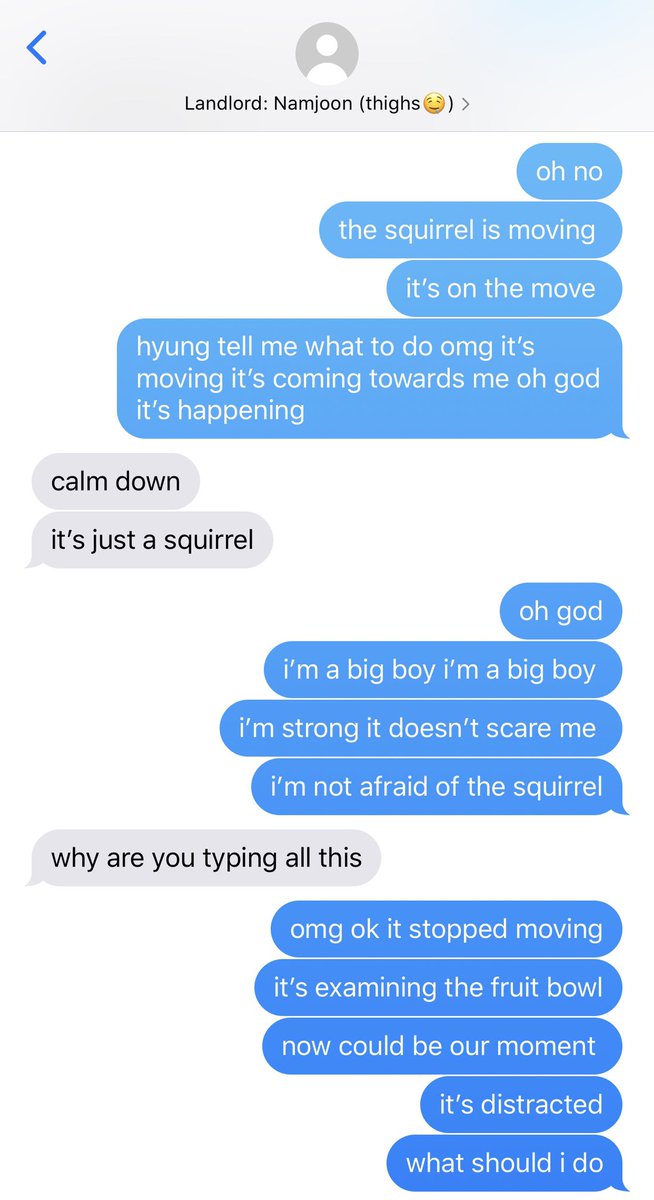 Landlord: Namjoon (thighs🤤)
oh no
the squirrel is moving
it's on the move
hyung tell me what to do omg it's
moving it's coming towards me oh god
it's happening
calm down
it's just a squirrel
oh god
i'm a big boy i'm a big boy
i'm strong it doesn't scare me
i'm not afraid of the squirrel
why are you typing all this
omg ok it stopped moving
it's examining the fruit bowl
now could be our moment
it's distracted
what should i do